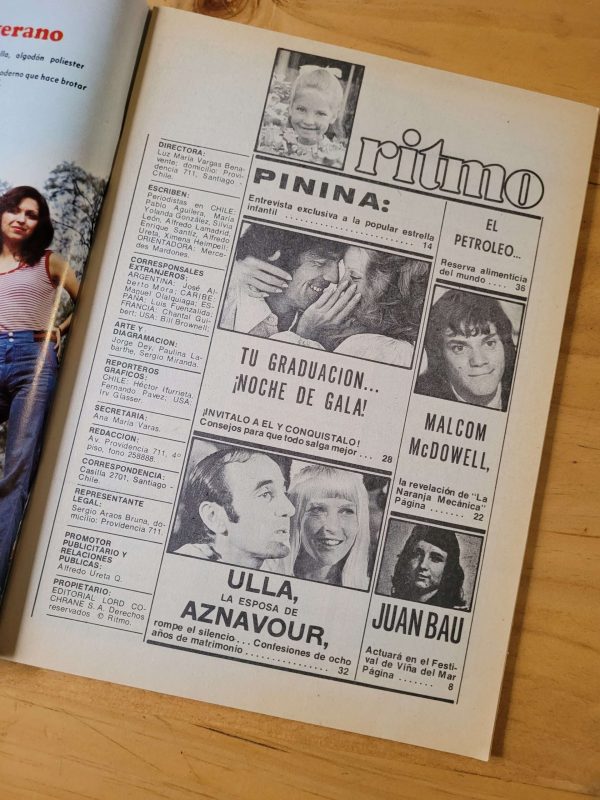 verano
lla, algodón poliester
oderno que hace brotar
ritmo
DIRECTORA:
Luz María Vargas Bena-
vente; domicilio: Provi-
dencia 711, Santiago -
Chile.
ESCRIBEN:
Periodistas en CHILE:
Pablo Aguilera, María
Yolanda González, Silvia
León, Alfredo Lamadrid,
Enrique Santíz, Alfredo
Ureta, Ximena Heimpell;
ORIENTADORA: Merce-
des Mardones.
CORRESPONSALES
EXTRANJEROS:
ARGENTINA: José Al-
berto Mora; CARIBE:
Manuel Olalquiaga; ES-
PAÑA: Luis Fuenzalida;
FRANCIA: Chantal Gui-
bert; USA: Bill Brownell;
ARTE Y
DIAGRAMACION:
Jorge Dey, Paulina La-
barthe, Sergio Miranda.
REPORTEROS
GRAFICOS:
CHILE: Héctor Iturrieta,
Fernando Pavez; USA:
Irv Glasser.
SECRETARIA:
Ana María Varas.
REDACCION:
Av. Providencia 711, 4º
piso, fono 258888.
CORRESPONDENCIA:
Casilla 2701, Santiago -
Chile.
REPRESENTANTE
LEGAL:
Sergio Araos Bruna, do-
micilio: Providencia 711.
PROMOTOR
PUBLICITARIO Y
RELACIONES
PUBLICAS:
Alfredo Ureta Q.
PROPIETARIO:
EDITORIAL LORD CO-
CHRANE S. A. Derechos
reservados © Ritmo.
PININA:
Entrevista exclusiva a la popular estrella
infantil .................. 14
EL
PETROLEO...
Reserva alimenticia
del mundo .... 36
TU GRADUACION...
¡NOCHE DE GALA!
¡INVITALO A EL Y CONQUISTALO!
Consejos para que todo salga mejor ... 28
MALCOM
McDOWELL,
la revelación de "La
Naranja Mecánica"
Página ....... 22
ULLA,
LA ESPOSA DE
AZNAVOUR,
rompe el silencio... Confesiones de ocho
años de matrimonio ............... 32
JUAN BAU
Actuará en el Festi-
val de Viña del Mar
Página ....... 8